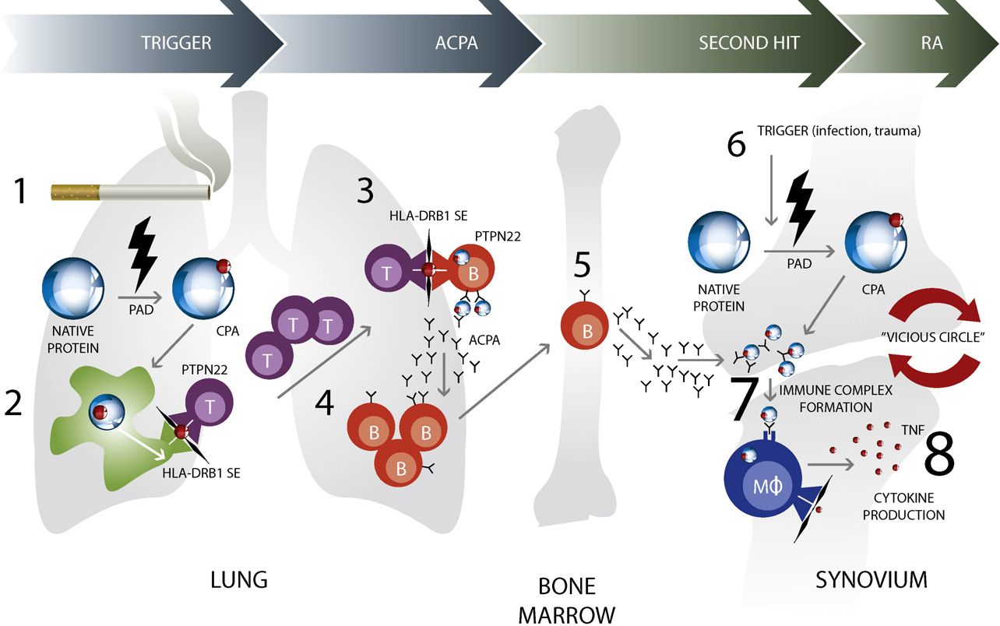 TRIGGER
ACPA
SECOND HIT
RA
1
NATIVE
PROTEIN
PAD
CPA
2
PTPN22
T
HLA-DRB1 SE
T
T
T
3
HLA-DRB1 SE
PTPN22
T
B
ACPA
4
B
B
B
5
B
6
TRIGGER (infection, trauma)
NATIVE
PROTEIN
PAD
CPA
"VICIOUS CIRCLE"
7
IMMUNE COMPLEX
FORMATION
MΦ
TNF
8
CYTOKINE
PRODUCTION
LUNG
BONE
MARROW
SYNOVIUM